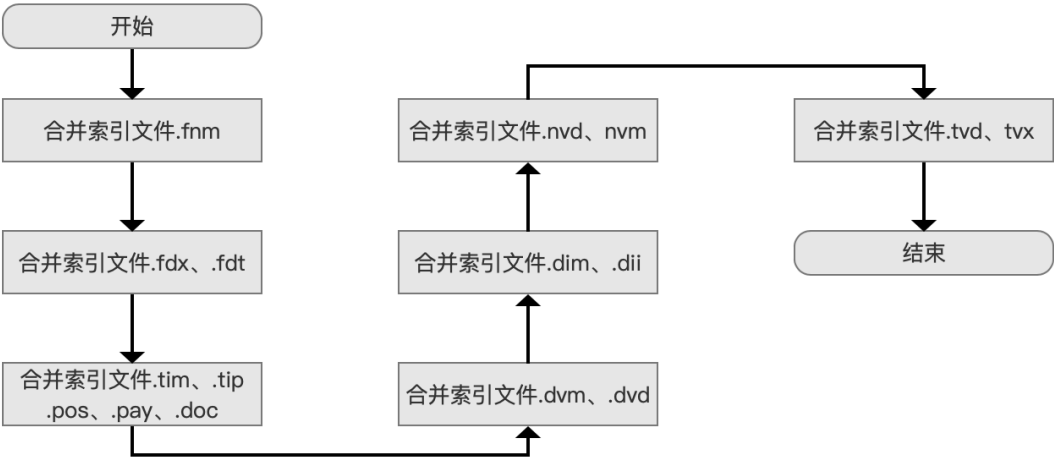 开始
合并索引文件.fnm
合并索引文件.fdx、.fdt
合并索引文件.tim、.tip
.pos、.pay、.doc
合并索引文件.dvm、.dvd
合并索引文件.dim、.dii
合并索引文件.nvd、nvm
合并索引文件.tvd、tvx
结束